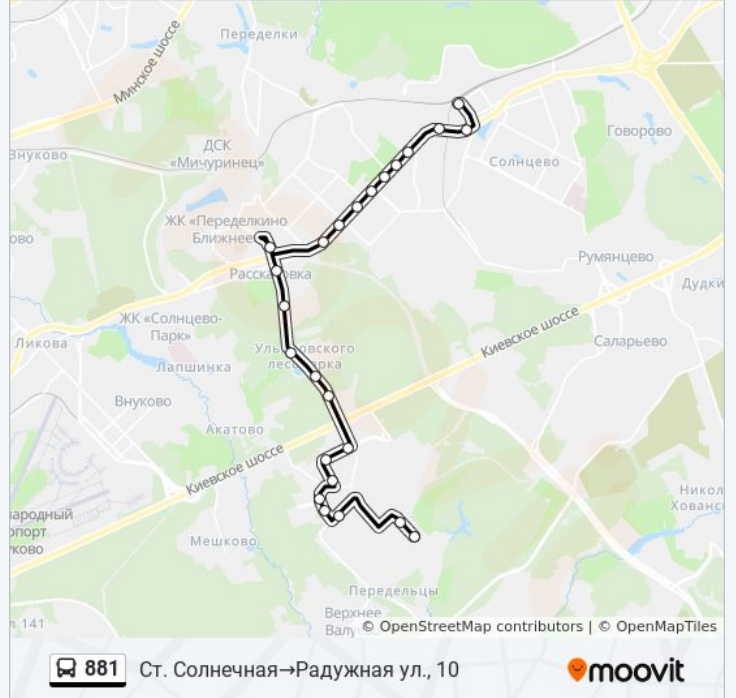 Переделки
Минское шоссе
Говорово
Внуково
ДСК
«Мичуринец»
Солнцево
ЖК «Переделкино
Ближнее
ово
Румянцево
Рассказовка
Дудки
ЖК «Солнцево-
Парк»
Киевское шоссе
Ликова
Саларьево
Ульяновского
лесопарка
Лапшинка
Внуково
Акатово
Киевское шоссе
Никол
Хованс
ародный
опорт
уково
Мешково
Передельцы
Верхнее
Валу
л. 141
© OpenStreetMap contributors | © OpenMapTiles
881 Ст. Солнечная→Радужная ул., 10
moovit